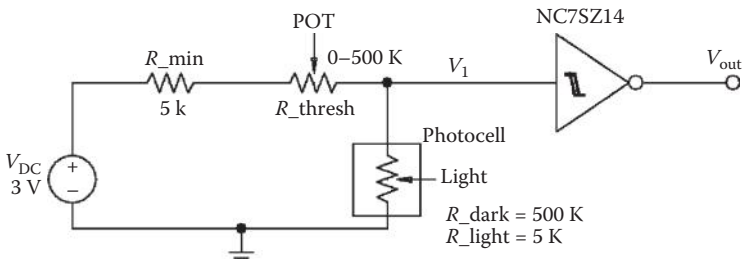 NC7SZ14
POT
R_min
0–500 K
V1
Vout
5 k
R_thresh
Photocell
VDC
3 V
+
–
Light
R_dark = 500 K
R_light = 5 K